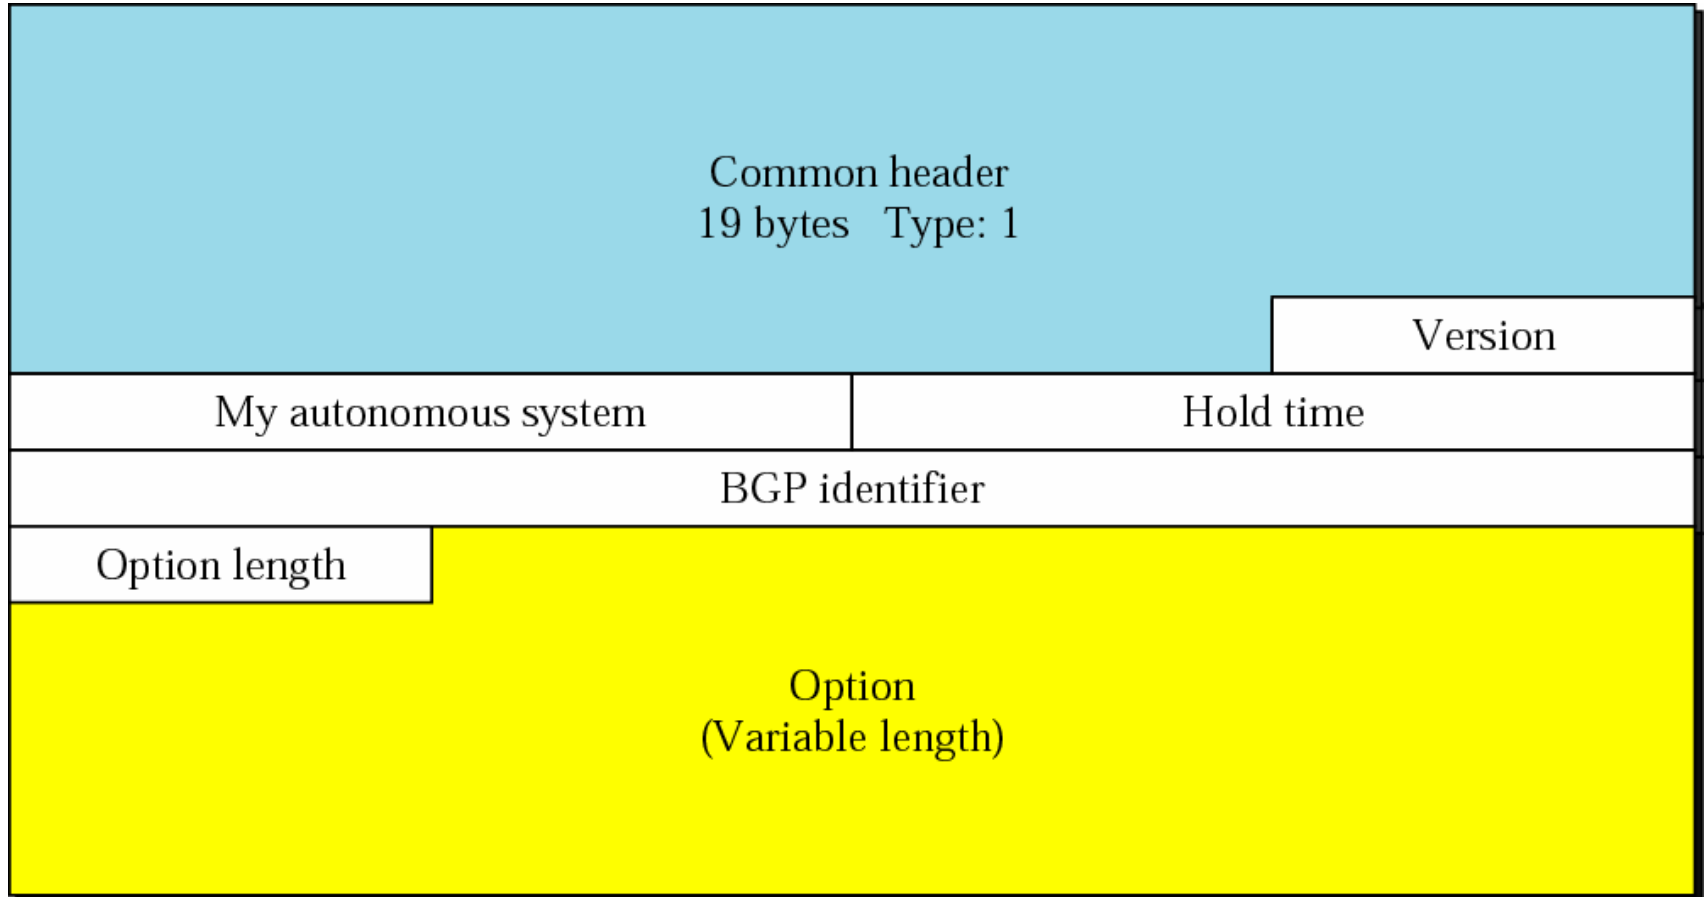 Common header
19 bytes Type: 1
Version
My autonomous system
Hold time
BGP identifier
Option length
Option
(Variable length)